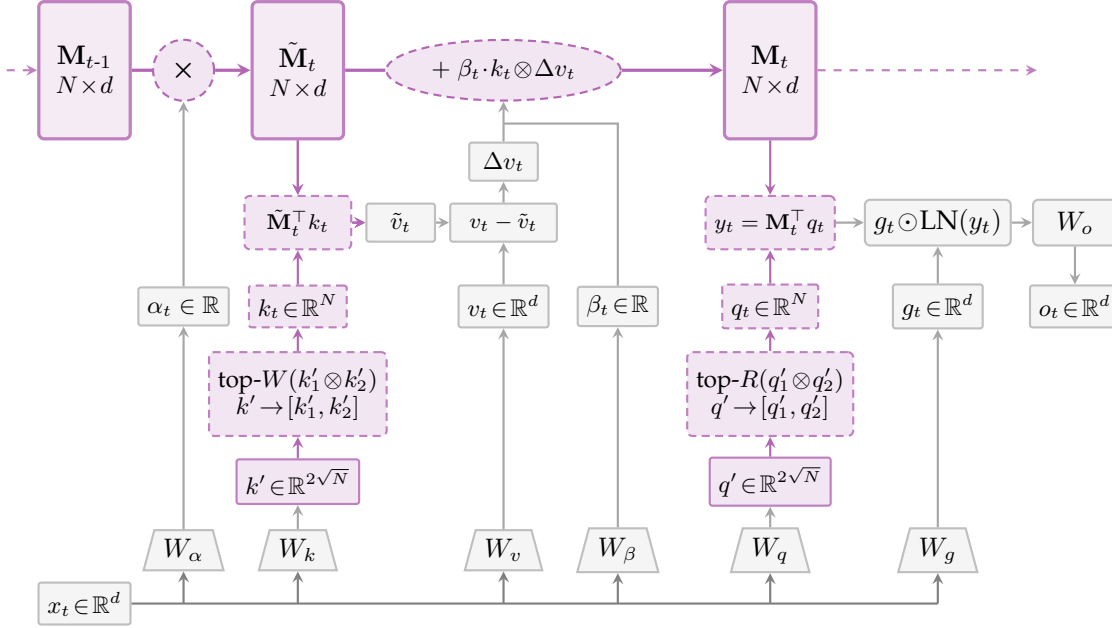 M_{t-1}
N×d
×
M̃_t
N×d
+ β_t·k_t⊗Δv_t
M_t
N×d
Δv_t
M̃_t^⊤ k_t
ṽ_t
v_t − ṽ_t
y_t = M_t^⊤ q_t
g_t⊙LN(y_t)
W_o
α_t ∈ ℝ
k_t∈ℝ^N
v_t∈ℝ^d
β_t∈ℝ
q_t∈ℝ^N
g_t∈ℝ^d
o_t∈ℝ^d
top-W(k′_1⊗k′_2)
k′→[k′_1, k′_2]
top-R(q′_1⊗q′_2)
q′→[q′_1, q′_2]
k′∈ℝ^{2√N}
q′∈ℝ^{2√N}
W_α
W_k
W_v
W_β
W_q
W_g
x_t∈ℝ^d